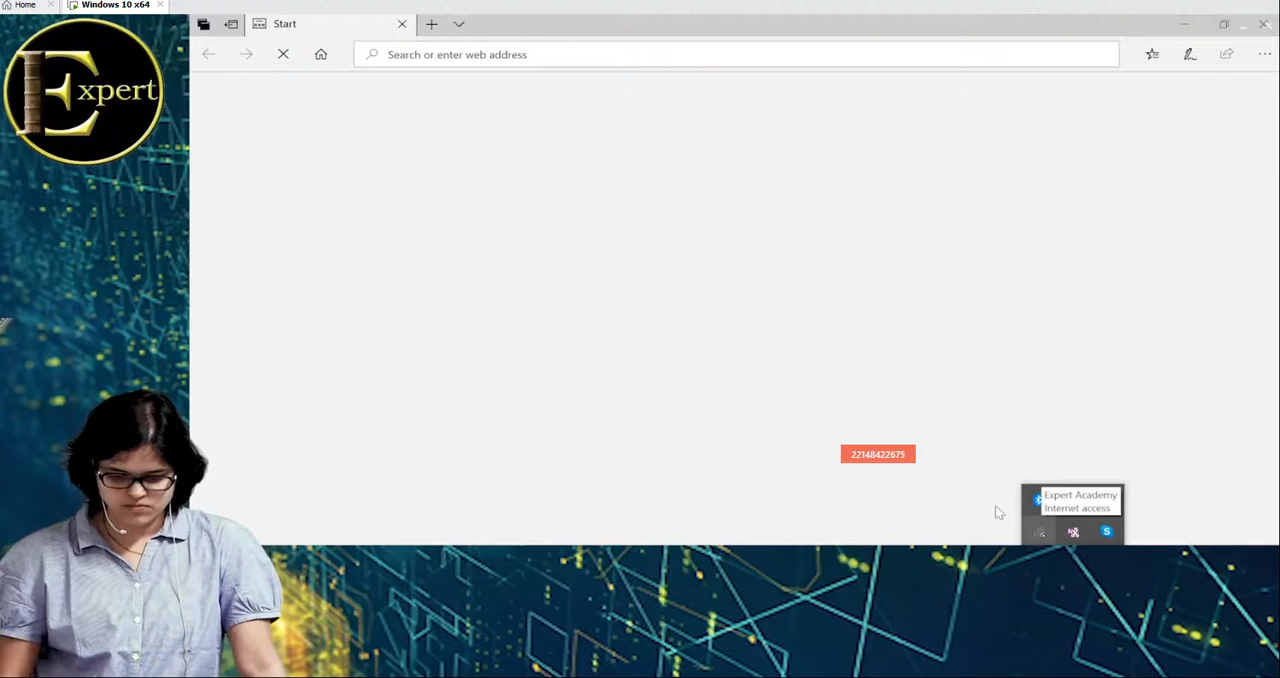 Home
Windows 10 x64
Start
Search or enter web address
Expert
22148422675
Expert Academy
Internet access
S